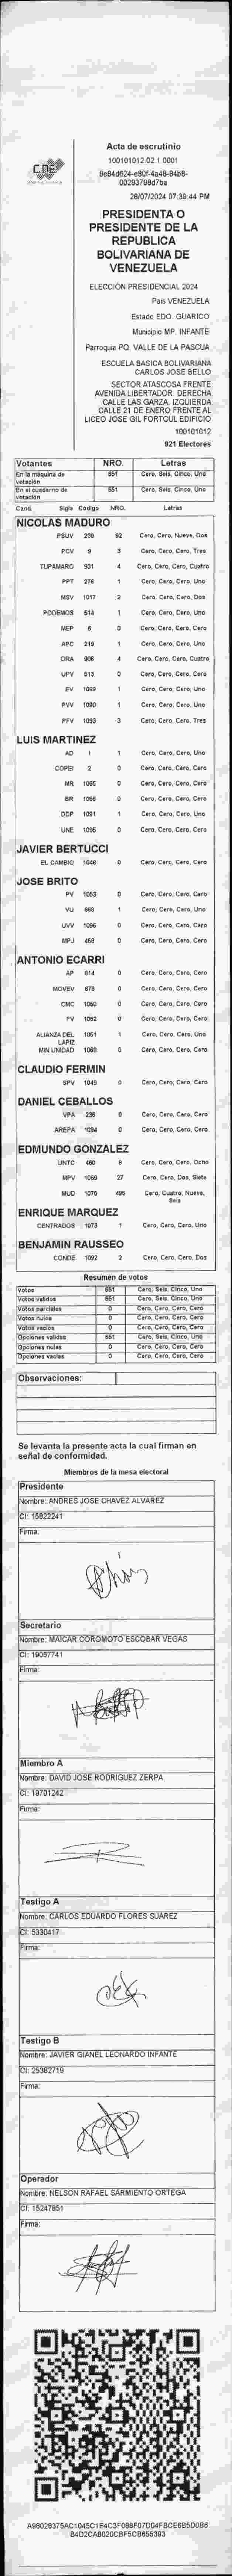 CNE
Acta de escrutinio
100101012.02.1.0001
9e84d624-e80f-4a48-84b8-
00293798d7ba
28/07/2024 07:39:44 PM
PRESIDENTA O
PRESIDENTE DE LA
REPUBLICA
BOLIVARIANA DE
VENEZUELA
ELECCIÓN PRESIDENCIAL 2024
Pais VENEZUELA
Estado EDO. GUARICO
Municipio MP. INFANTE
Parroquia PQ. VALLE DE LA PASCUA
ESCUELA BASICA BOLIVARIANA
CARLOS JOSE BELLO
SECTOR ATASCOSA FRENTE
AVENIDA LIBERTADOR. DERECHA
CALLE LAS GARZA. IZQUIERDA
CALLE 21 DE ENERO FRENTE AL
LICEO JOSE GIL FORTOUL EDIFICIO
100101012
921 Electores
Votantes NRO. Letras
En la máquina de votación 651 Cero, Seis, Cinco, Uno
En el cuaderno de votación 651 Cero, Seis, Cinco, Uno
Cand. Sigla Código NRO. Letras
NICOLAS MADURO
PSUV 269 92 Cero, Cero, Nueve, Dos
PCV 9 3 Cero, Cero, Cero, Tres
TUPAMARO 931 4 Cero, Cero, Cero, Cuatro
PPT 276 1 Cero, Cero, Cero, Uno
MSV 1017 2 Cero, Cero, Cero, Dos
PODEMOS 514 1 Cero, Cero, Cero, Uno
MEP 6 0 Cero, Cero, Cero, Cero
APC 219 1 Cero, Cero, Cero, Uno
ORA 906 4 Cero, Cero, Cero, Cuatro
UPV 513 0 Cero, Cero, Cero, Cero
EV 1089 1 Cero, Cero, Cero, Uno
PVV 1090 1 Cero, Cero, Cero, Uno
PFV 1093 3 Cero, Cero, Cero, Tres
LUIS MARTINEZ
AD 1 1 Cero, Cero, Cero, Uno
COPEI 2 0 Cero, Cero, Cero, Cero
MR 1065 0 Cero, Cero, Cero, Cero
BR 1066 0 Cero, Cero, Cero, Cero
DDP 1091 1 Cero, Cero, Cero, Uno
UNE 1095 0 Cero, Cero, Cero, Cero
JAVIER BERTUCCI
EL CAMBIO 1048 0 Cero, Cero, Cero, Cero
JOSE BRITO
PV 1053 0 Cero, Cero, Cero, Cero
VU 868 1 Cero, Cero, Cero, Uno
UVV 1096 0 Cero, Cero, Cero, Cero
MPJ 458 0 Cero, Cero, Cero, Cero
ANTONIO ECARRI
AP 814 0 Cero, Cero, Cero, Cero
MOVEV 878 0 Cero, Cero, Cero, Cero
CMC 1050 0 Cero, Cero, Cero, Cero
FV 1062 0 Cero, Cero, Cero, Cero
ALIANZA DEL LAPIZ 1051 1 Cero, Cero, Cero, Uno
MIN UNIDAD 1069 0 Cero, Cero, Cero, Cero
CLAUDIO FERMIN
SPV 1049 0 Cero, Cero, Cero, Cero
DANIEL CEBALLOS
VPA 238 0 Cero, Cero, Cero, Cero
AREPA 1094 0 Cero, Cero, Cero, Cero
EDMUNDO GONZALEZ
UNTC 460 8 Cero, Cero, Cero, Ocho
MPV 1069 27 Cero, Cero, Dos, Siete
MUD 1076 496 Cero, Cuatro, Nueve, Seis
ENRIQUE MARQUEZ
CENTRADOS 1073 1 Cero, Cero, Cero, Uno
BENJAMIN RAUSSEO
CONDE 1092 2 Cero, Cero, Cero, Dos
Resumen de votos
Votos 651 Cero, Seis, Cinco, Uno
Votos validos 651 Cero, Seis, Cinco, Uno
Votos parciales 0 Cero, Cero, Cero, Cero
Votos nulos 0 Cero, Cero, Cero, Cero
Votos vacios 0 Cero, Cero, Cero, Cero
Opciones validas 651 Cero, Seis, Cinco, Uno
Opciones nulas 0 Cero, Cero, Cero, Cero
Opciones vacias 0 Cero, Cero, Cero, Cero
Observaciones:
Se levanta la presente acta la cual firman en
señal de conformidad.
Miembros de la mesa electoral
Presidente
Nombre: ANDRES JOSE CHAVEZ ALVAREZ
CI: 15822241
Firma:
Secretario
Nombre: MAICAR COROMOTO ESCOBAR VEGAS
CI: 19067741
Firma:
Miembro A
Nombre: DAVID JOSE RODRIGUEZ ZERPA
CI: 19701242
Firma:
Testigo A
Nombre: CARLOS EDUARDO FLORES SUAREZ
CI: 5330417
Firma:
Testigo B
Nombre: JAVIER GIANEL LEONARDO INFANTE
CI: 25382719
Firma:
Operador
Nombre: NELSON RAFAEL SARMIENTO ORTEGA
CI: 15247851
Firma: